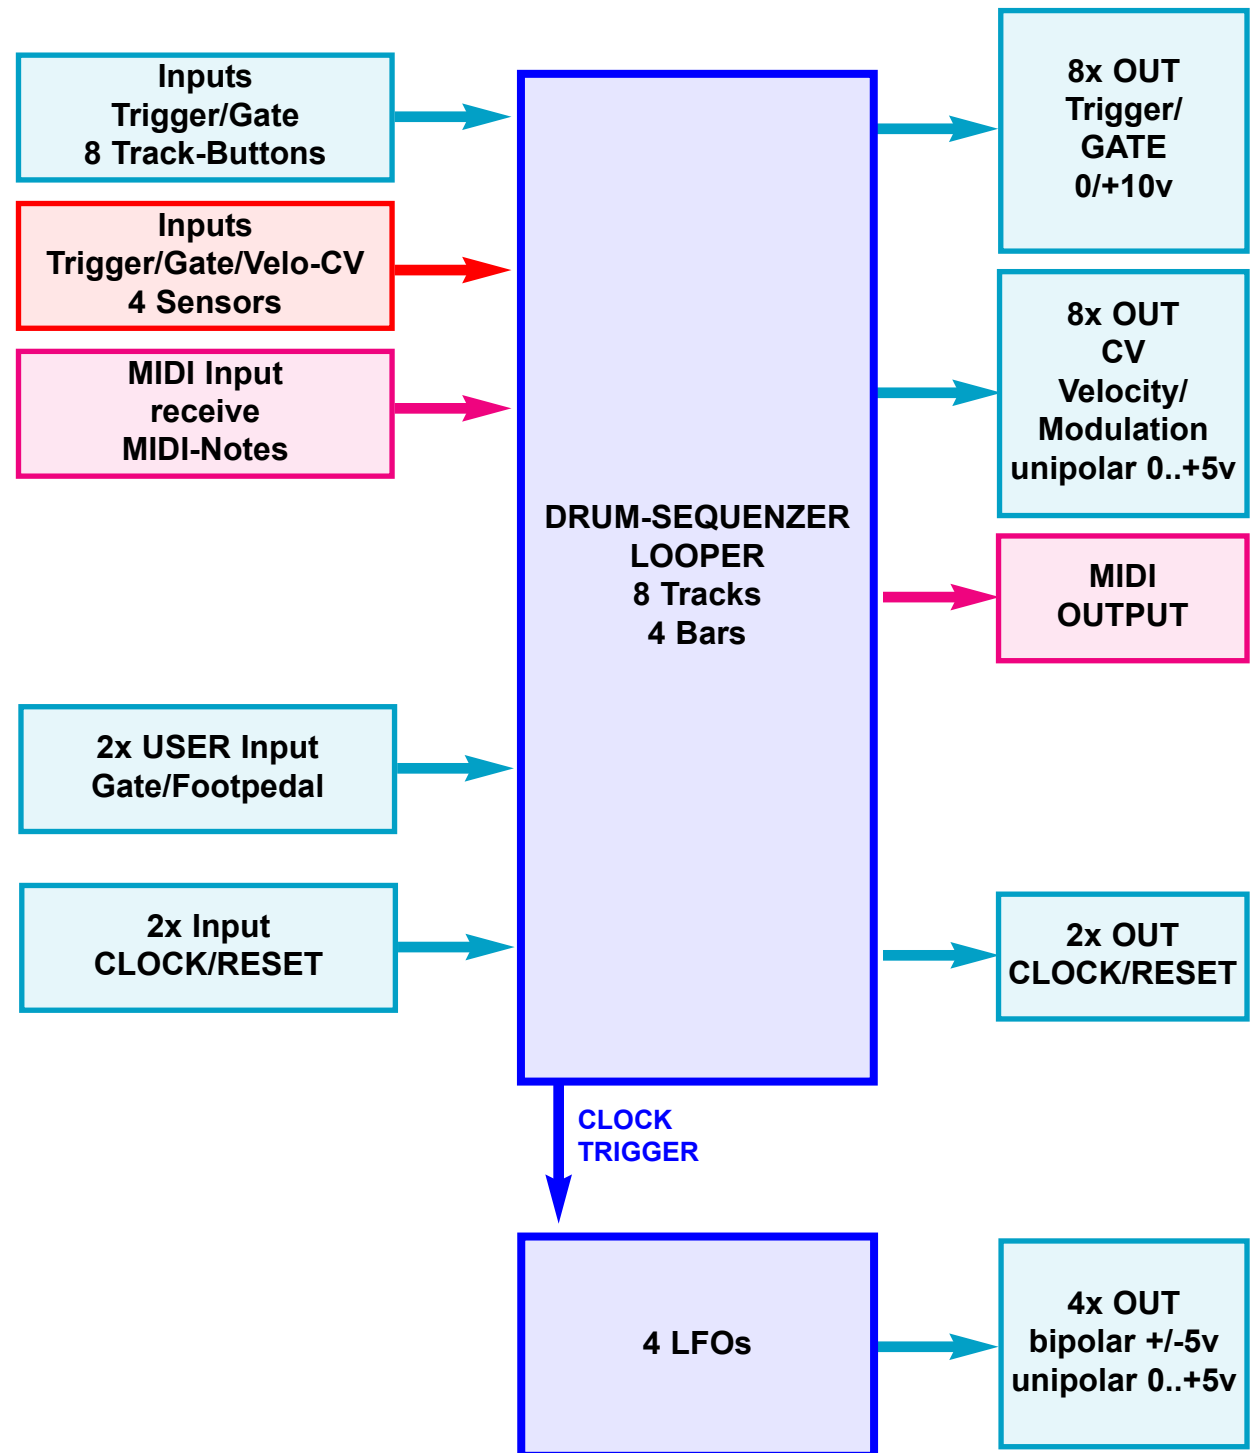 Inputs
Trigger/Gate
8 Track-Buttons
Inputs
Trigger/Gate/Velo-CV
4 Sensors
MIDI Input
receive
MIDI-Notes
2x USER Input
Gate/Footpedal
2x Input
CLOCK/RESET
DRUM-SEQUENZER
LOOPER
8 Tracks
4 Bars
CLOCK
TRIGGER
4 LFOs
8x OUT
Trigger/
GATE
0/+10v
8x OUT
CV
Velocity/
Modulation
unipolar 0..+5v
MIDI
OUTPUT
2x OUT
CLOCK/RESET
4x OUT
bipolar +/-5v
unipolar 0..+5v